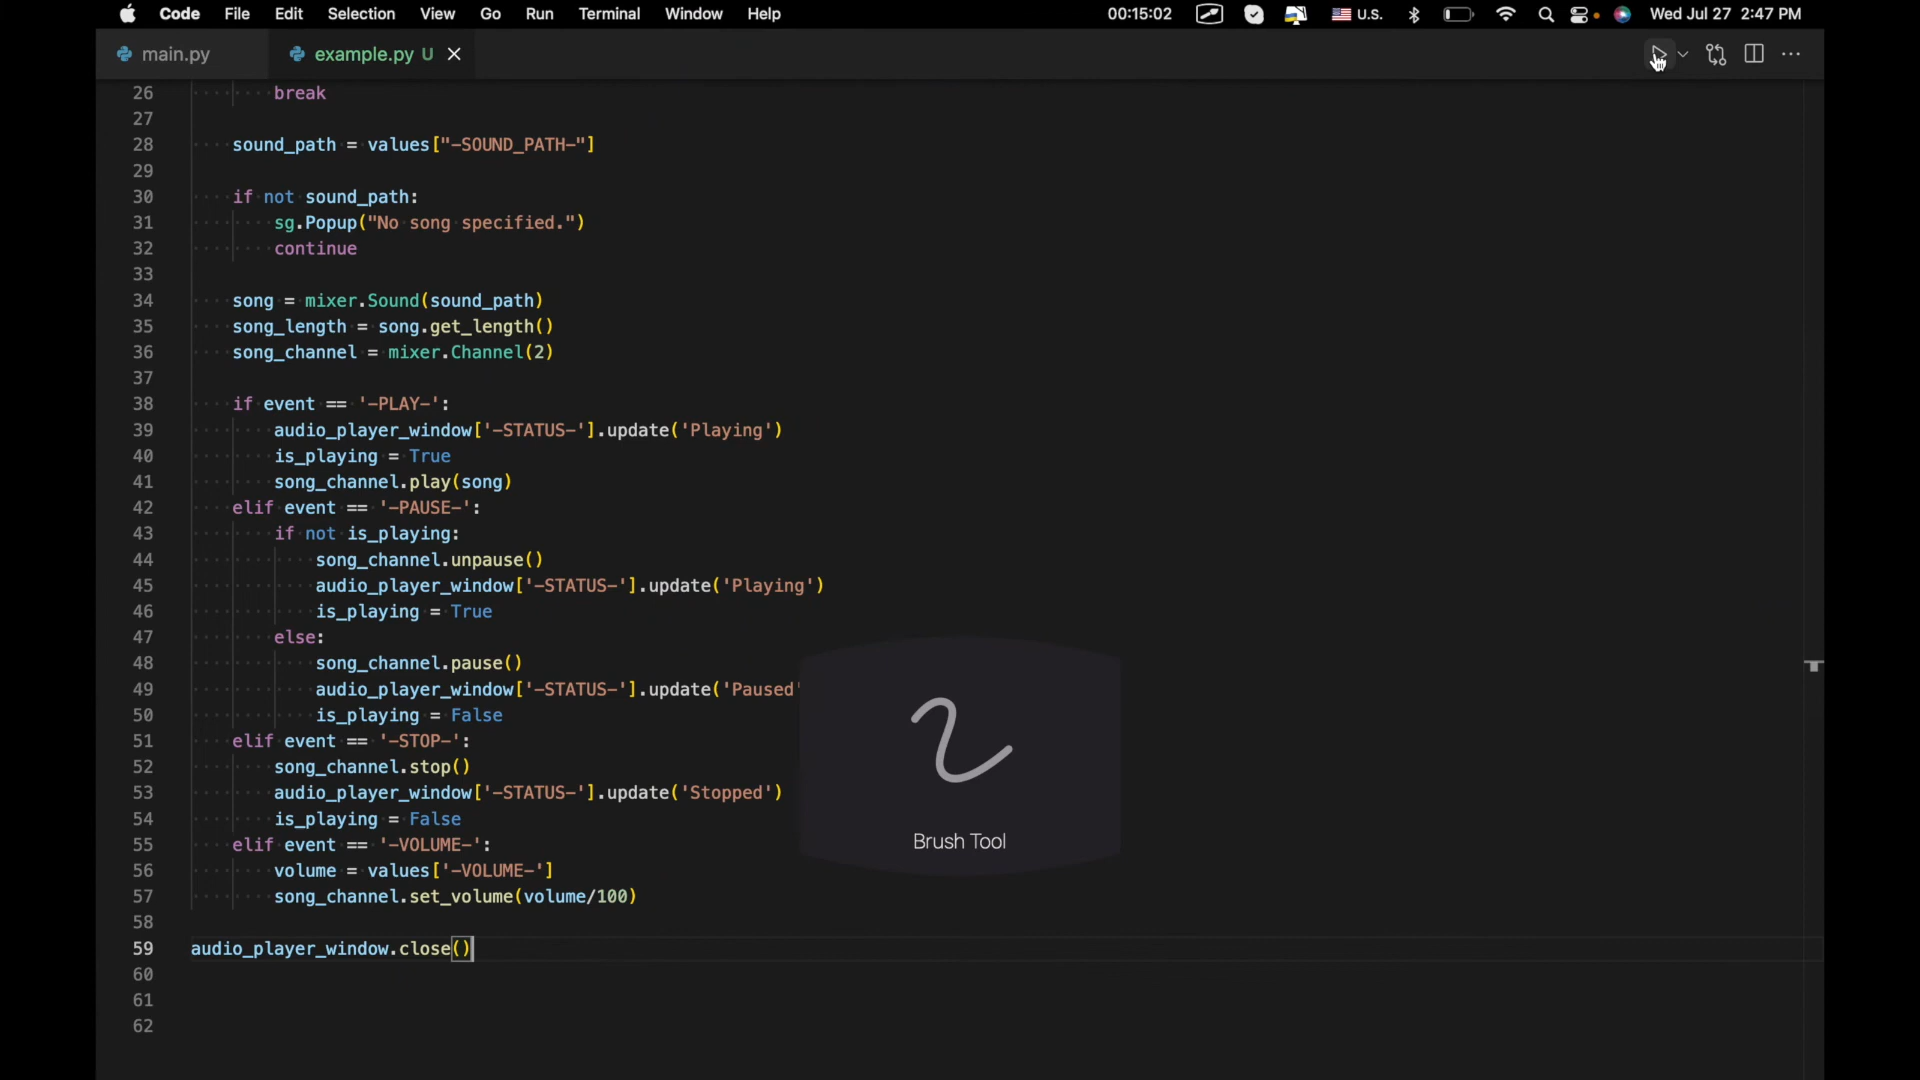 Code File Edit Selection View Go Run Terminal Window Help 00:15:02 U.S. Wed Jul 27 2:47 PM
main.py example.py U
26 break
27
28 sound_path = values["-SOUND_PATH-"]
29
30 if not sound_path:
31 sg.Popup("No song specified.")
32 continue
33
34 song = mixer.Sound(sound_path)
35 song_length = song.get_length()
36 song_channel = mixer.Channel(2)
37
38 if event == '-PLAY-':
39 audio_player_window['-STATUS-'].update('Playing')
40 is_playing = True
41 song_channel.play(song)
42 elif event == '-PAUSE-':
43 if not is_playing:
44 song_channel.unpause()
45 audio_player_window['-STATUS-'].update('Playing')
46 is_playing = True
47 else:
48 song_channel.pause()
49 audio_player_window['-STATUS-'].update('Paused'
50 is_playing = False
51 elif event == '-STOP-':
52 song_channel.stop()
53 audio_player_window['-STATUS-'].update('Stopped')
54 is_playing = False
55 elif event == '-VOLUME-':
56 volume = values['-VOLUME-']
57 song_channel.set_volume(volume/100)
58
59 audio_player_window.close()
60
61
62
Brush Tool